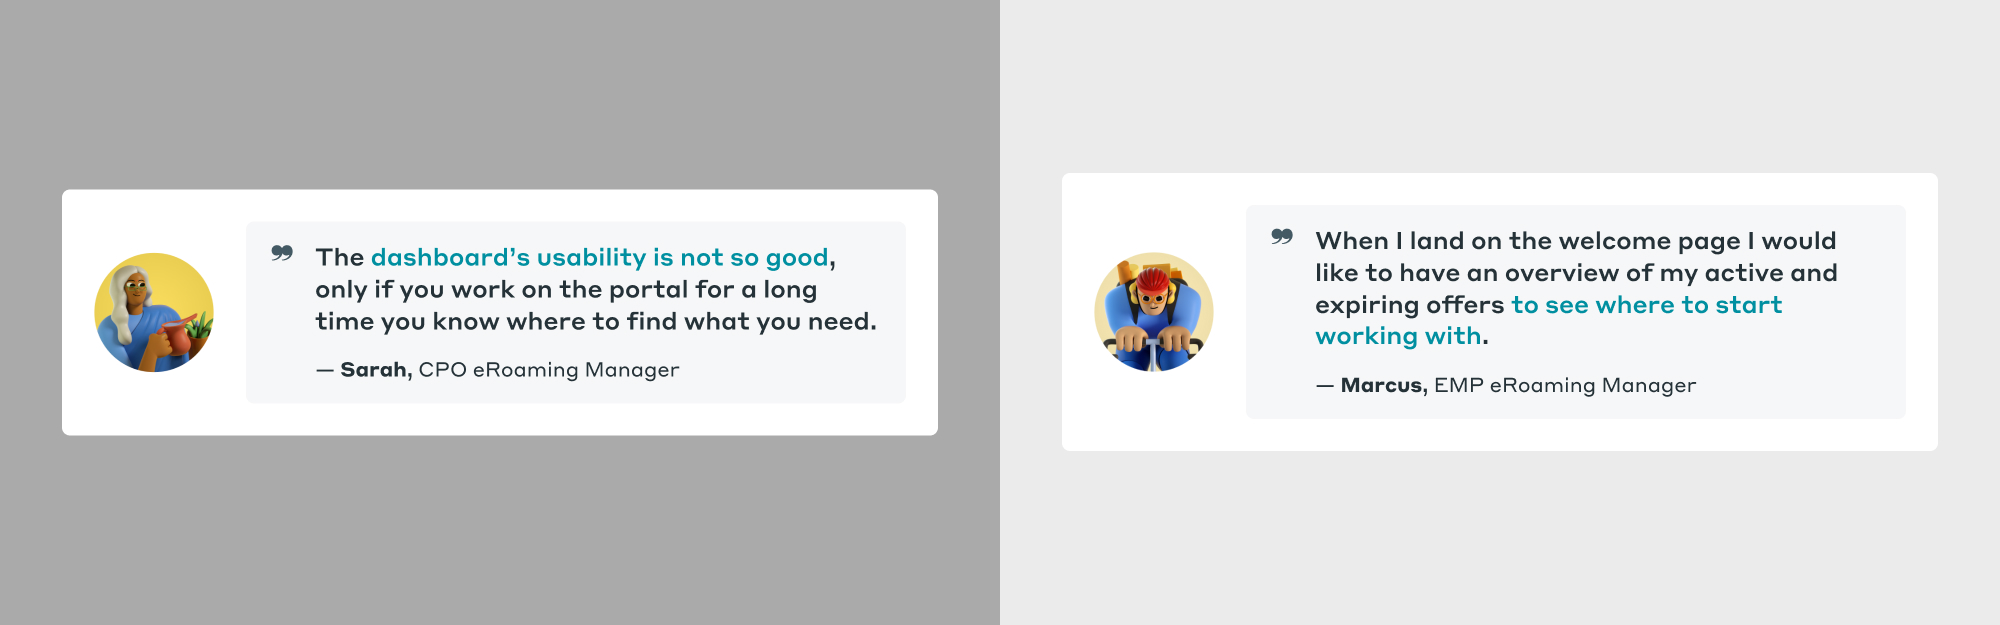 ❞ The dashboard’s usability is not so good,
only if you work on the portal for a long
time you know where to find what you need.
— Sarah, CPO eRoaming Manager
❞ When I land on the welcome page I would
like to have an overview of my active and
expiring offers to see where to start
working with.
— Marcus, EMP eRoaming Manager